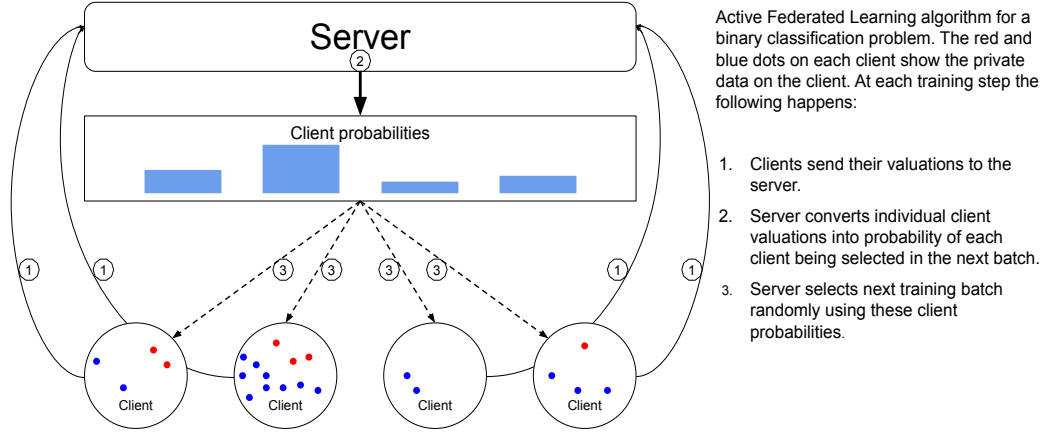 Server
2
Client probabilities
1
1
3
3
3
3
1
1
Client
Client
Client
Client
Active Federated Learning algorithm for a
binary classification problem. The red and
blue dots on each client show the private
data on the client. At each training step the
following happens:
1. Clients send their valuations to the
server.
2. Server converts individual client
valuations into probability of each
client being selected in the next batch.
3. Server selects next training batch
randomly using these client
probabilities.